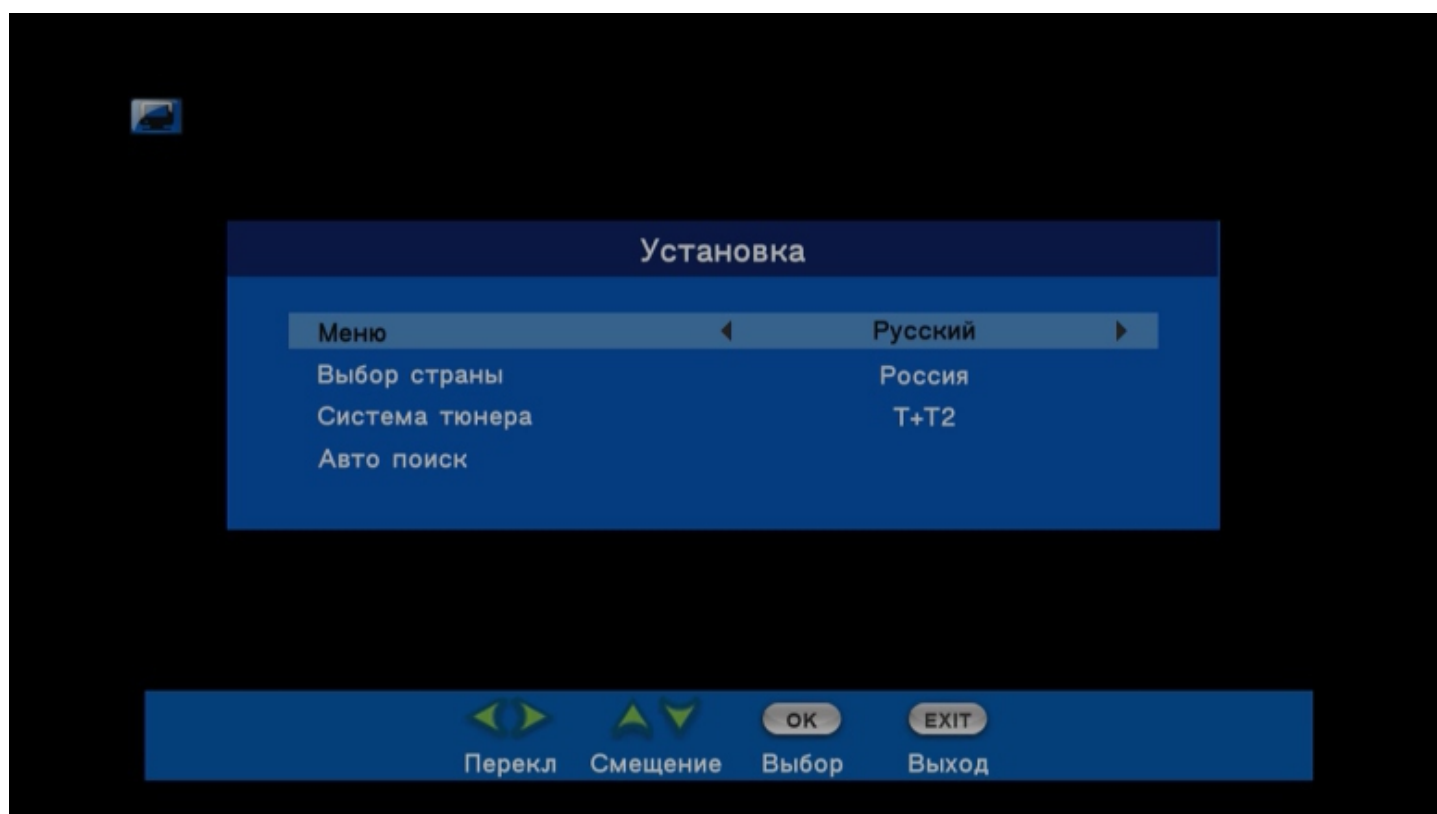 Установка
Меню Русский
Выбор страны Россия
Система тюнера T+T2
Авто поиск
OK EXIT
Перекл Смещение Выбор Выход